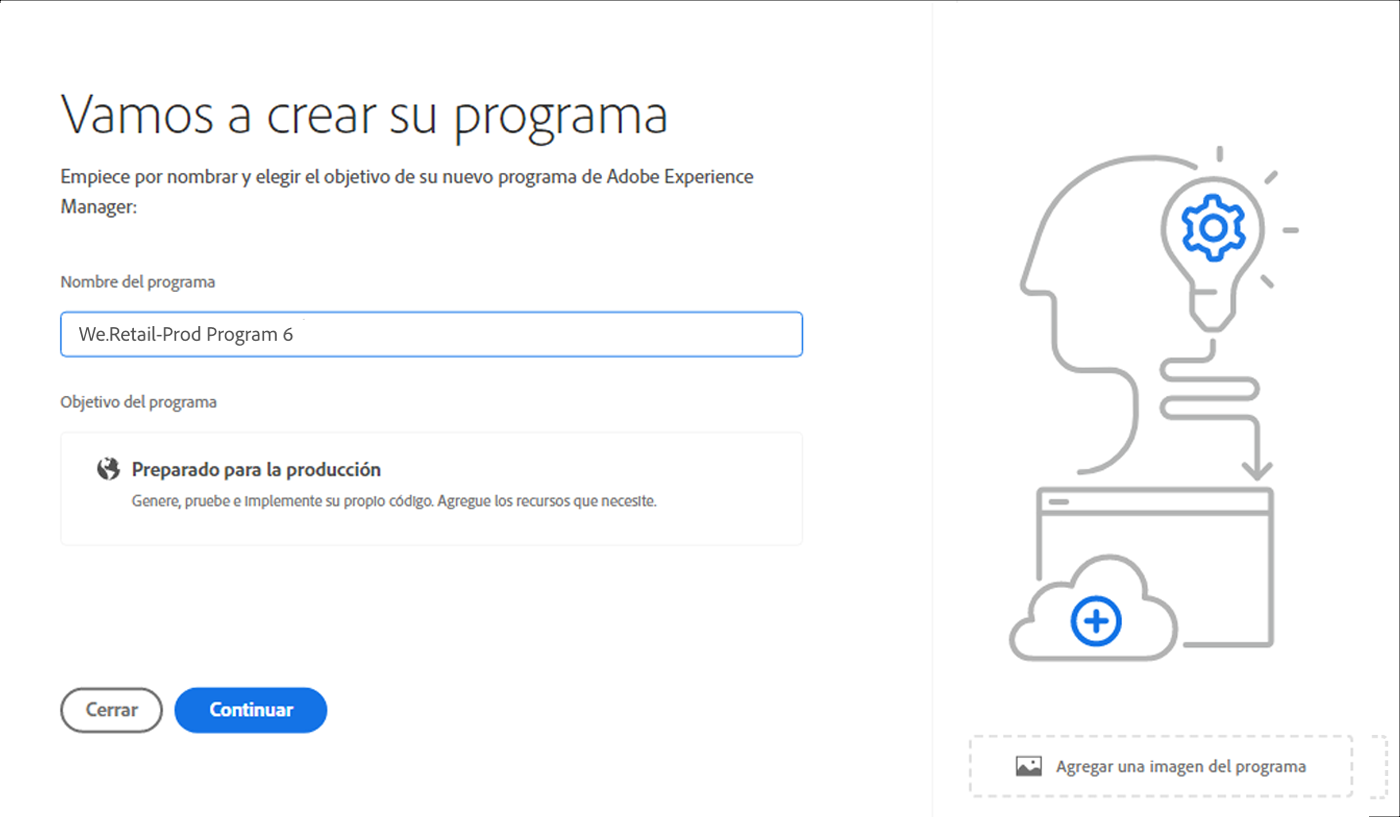 Vamos a crear su programa
Empiece por nombrar y elegir el objetivo de su nuevo programa de Adobe Experience
Manager:
Nombre del programa
We.Retail-Prod Program 6
Objetivo del programa
Preparado para la producción
Genere, pruebe e implemente su propio código. Agregue los recursos que necesite.
Cerrar
Continuar
Agregar una imagen del programa